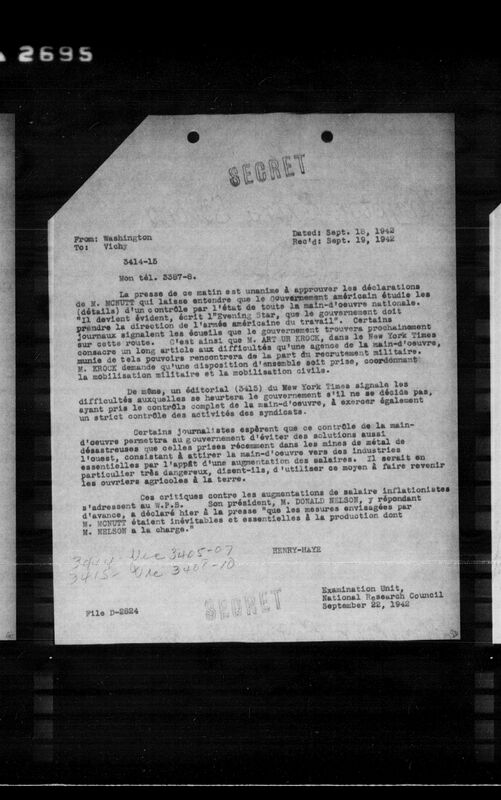 2695
SECRET
From: Washington
To: Vichy
Dated: Sept. 18, 1942
Rec'd: Sept. 19, 1942
3414-15
Mon tél. 3387-8.
La presse de ce matin est unanime à approuver les déclarations
de M. MCNUTT qui laisse entendre que le Gouvernement américain étudie les
(détails) d'un contrôle par l'état de toute la main-d'oeuvre nationale.
"Il devient évident, écrit l'Evening Star, que le gouvernement doit
prendre la direction de l'armée américaine du travail". Certains
journaux signalent les écueils que le gouvernement trouvera prochainement
sur cette route. C'est ainsi que M. ART UR KROCK, dans le New York Times
consacre un long article aux difficultés qu'une agence de la main-d'oeuvre,
munie de tels pouvoirs rencontrera de la part du recrutement militaire.
M. KROCK demande qu'une disposition d'ensemble soit prise, coordonnant
la mobilisation militaire et la mobilisation civile.
De même, un éditorial (3415) du New York Times signale les
difficultés auxquelles se heurtera le gouvernement s'il ne se décide pas,
ayant pris le contrôle complet de la main-d'oeuvre, à exercer également
un strict contrôle des activités des syndicats.
Certains journalistes espèrent que ce contrôle de la main-
d'oeuvre permettra au gouvernement d'éviter des solutions aussi
désastreuses que celles prises récemment dans les mines de métal de
l'ouest, consistant à attirer la main-d'oeuvre vers des industries
essentielles par l'appât d'une augmentation des salaires. Il serait en
particulier très dangereux, disent-ils, d'utiliser ce moyen à faire revenir
les ouvriers agricoles à la terre.
Ces critiques contre les augmentations de salaire inflationistes
s'adressent au W.P.B. Son président, M. DONALD NELSON, y répondant
d'avance, a déclaré hier à la presse "que les mesures envisagées par
M. MCNUTT étaient inévitables et essentielles à la production dont
M. NELSON a la charge."
HENRY-HAYE
3414- Vic 3405-07
3415- Vic 3408-10
SECRET
Examination Unit,
National Research Council
September 22, 1942
File D-2824